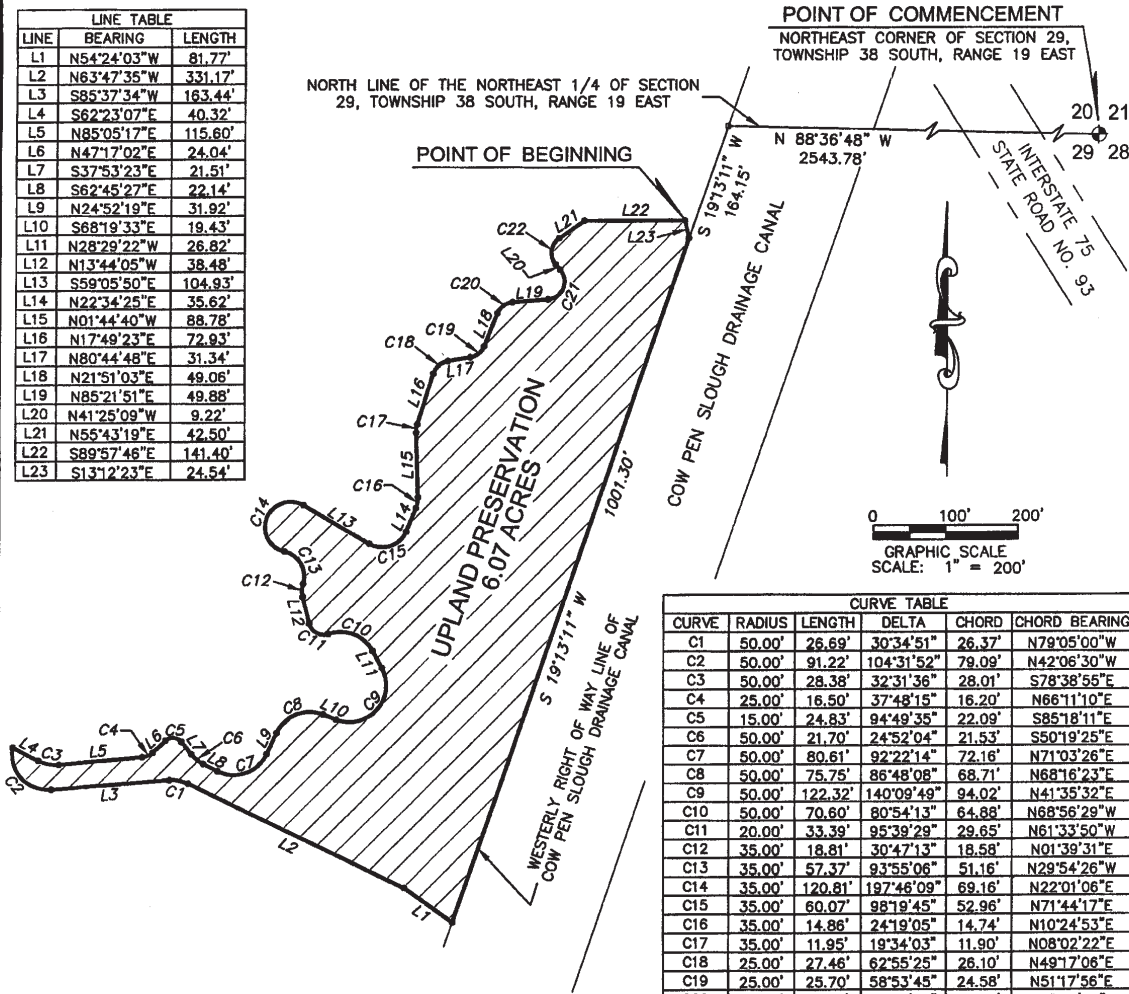 LINE TABLE
LINE BEARING LENGTH
L1 N54°24'03"W 81.77'
L2 N63°47'35"W 331.17'
L3 S85°37'34"W 163.44'
L4 S62°23'07"E 40.32'
L5 N85°05'17"E 115.60'
L6 N47°17'02"E 24.04'
L7 S37°53'23"E 21.51'
L8 S62°45'27"E 22.14'
L9 N24°52'19"E 31.92'
L10 S68°19'33"E 19.43'
L11 N28°29'22"W 26.82'
L12 N13°44'05"W 38.48'
L13 S59°05'50"E 104.93'
L14 N22°34'25"E 35.62'
L15 N01°44'40"W 88.78'
L16 N17°49'23"E 72.93'
L17 N80°44'48"E 31.34'
L18 N21°51'03"E 49.06'
L19 N85°21'51"E 49.88'
L20 N41°25'09"W 9.22'
L21 N55°43'19"E 42.50'
L22 S89°57'46"E 141.40'
L23 S13°12'23"E 24.54'
POINT OF COMMENCEMENT
NORTHEAST CORNER OF SECTION 29,
TOWNSHIP 38 SOUTH, RANGE 19 EAST
NORTH LINE OF THE NORTHEAST 1/4 OF SECTION
29, TOWNSHIP 38 SOUTH, RANGE 19 EAST
20 21
29 28
N 88°36'48" W
2543.78'
INTERSTATE 75
STATE ROAD NO. 93
POINT OF BEGINNING
S 19°13'11" W
164.15'
L22
L21
L23
C22
L20
C21
C20
L19
L18
C19
C18
L17
L16
C17
L15
C16
L14
C15
L13
C14
C13
C12
L12
C11
C10
L11
C9
L10
C8
L9
C7
L8
C6
L7
C5
L6
C4
L5
C3
L4
C2
L3
C1
L2
L1
UPLAND PRESERVATION
6.07 ACRES
1001.30'
S 19°13'11" W
COW PEN SLOUGH DRAINAGE CANAL
WESTERLY RIGHT OF WAY LINE OF
COW PEN SLOUGH DRAINAGE CANAL
0 100' 200'
GRAPHIC SCALE
SCALE: 1" = 200'
CURVE TABLE
CURVE RADIUS LENGTH DELTA CHORD CHORD BEARING
C1 50.00' 26.69' 30°34'51" 26.37' N79°05'00"W
C2 50.00' 91.22' 104°31'52" 79.09' N42°06'30"W
C3 50.00' 28.38' 32°31'36" 28.01' S78°38'55"E
C4 25.00' 16.50' 37°48'15" 16.20' N66°11'10"E
C5 15.00' 24.83' 94°49'35" 22.09' S85°18'11"E
C6 50.00' 21.70' 24°52'04" 21.53' S50°19'25"E
C7 50.00' 80.61' 92°22'14" 72.16' N71°03'26"E
C8 50.00' 75.75' 86°48'08" 68.71' N68°16'23"E
C9 50.00' 122.32' 140°09'49" 94.02' N41°35'32"E
C10 50.00' 70.60' 80°54'13" 64.88' N68°56'29"W
C11 20.00' 33.39' 95°39'29" 29.65' N61°33'50"W
C12 35.00' 18.81' 30°47'13" 18.58' N01°39'31"E
C13 35.00' 57.37' 93°55'06" 51.16' N29°54'26"W
C14 35.00' 120.81' 197°46'09" 69.16' N22°01'06"E
C15 35.00' 60.07' 98°19'45" 52.96' N71°44'17"E
C16 35.00' 14.86' 24°19'05" 14.74' N10°24'53"E
C17 35.00' 11.95' 19°34'03" 11.90' N08°02'22"E
C18 25.00' 27.46' 62°55'25" 26.10' N49°17'06"E
C19 25.00' 25.70' 58°53'45" 24.58' N51°17'56"E